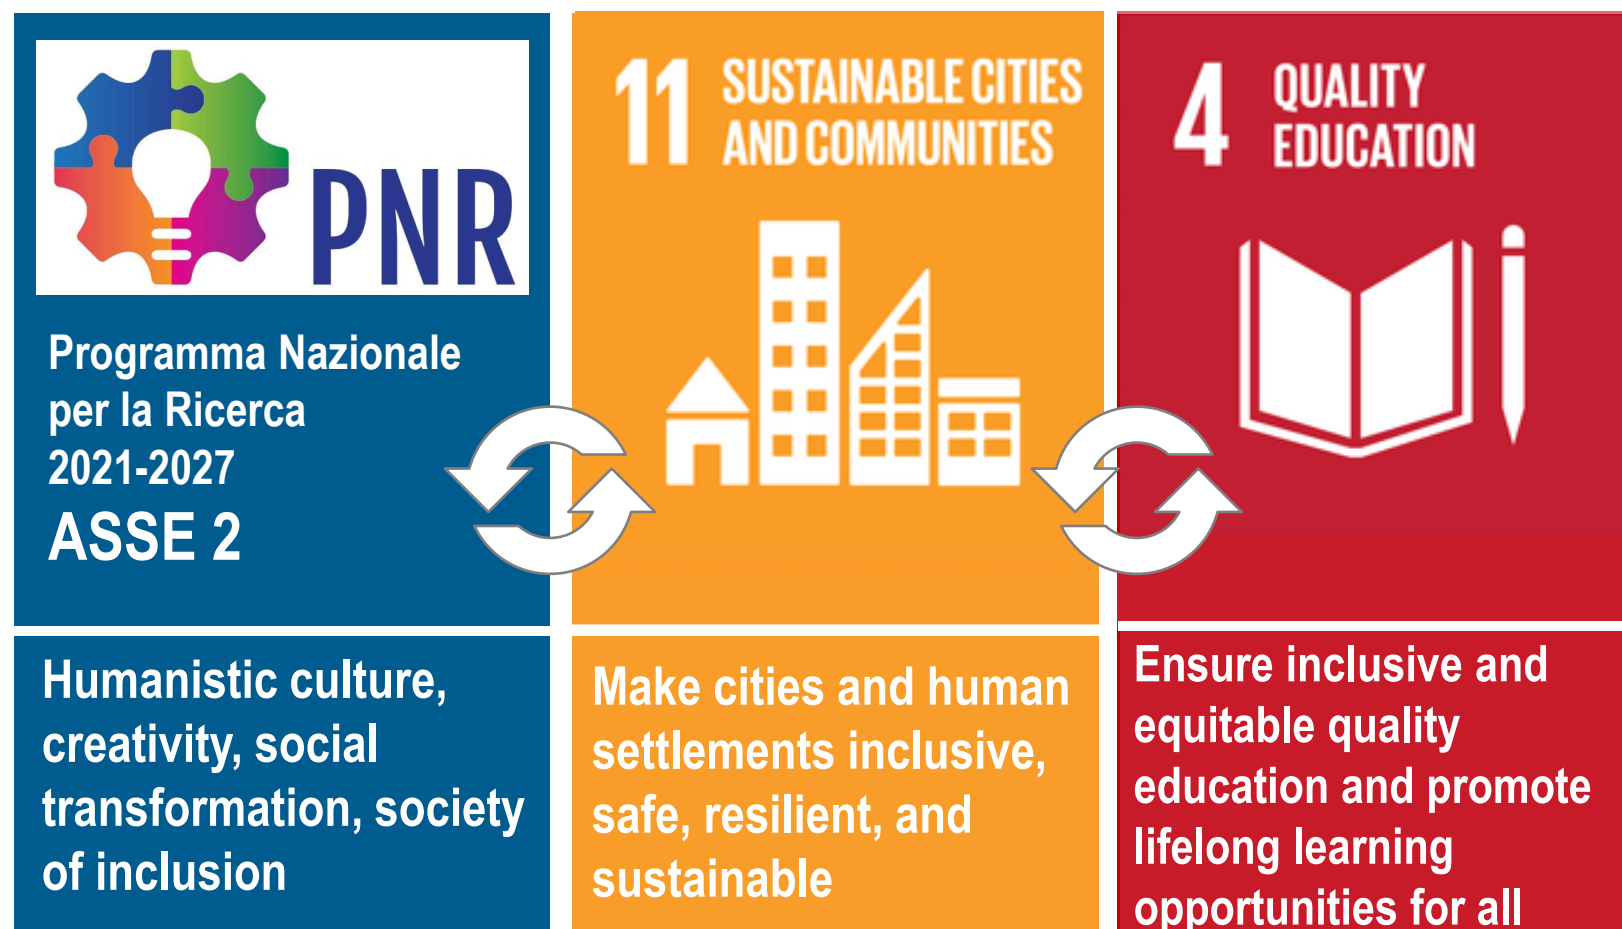 PNR
Programma Nazionale
per la Ricerca
2021-2027
ASSE 2
Humanistic culture,
creativity, social
transformation, society
of inclusion
11
SUSTAINABLE CITIES
AND COMMUNITIES
Make cities and human
settlements inclusive,
safe, resilient, and
sustainable
4
QUALITY
EDUCATION
Ensure inclusive and
equitable quality
education and promote
lifelong learning
opportunities for all